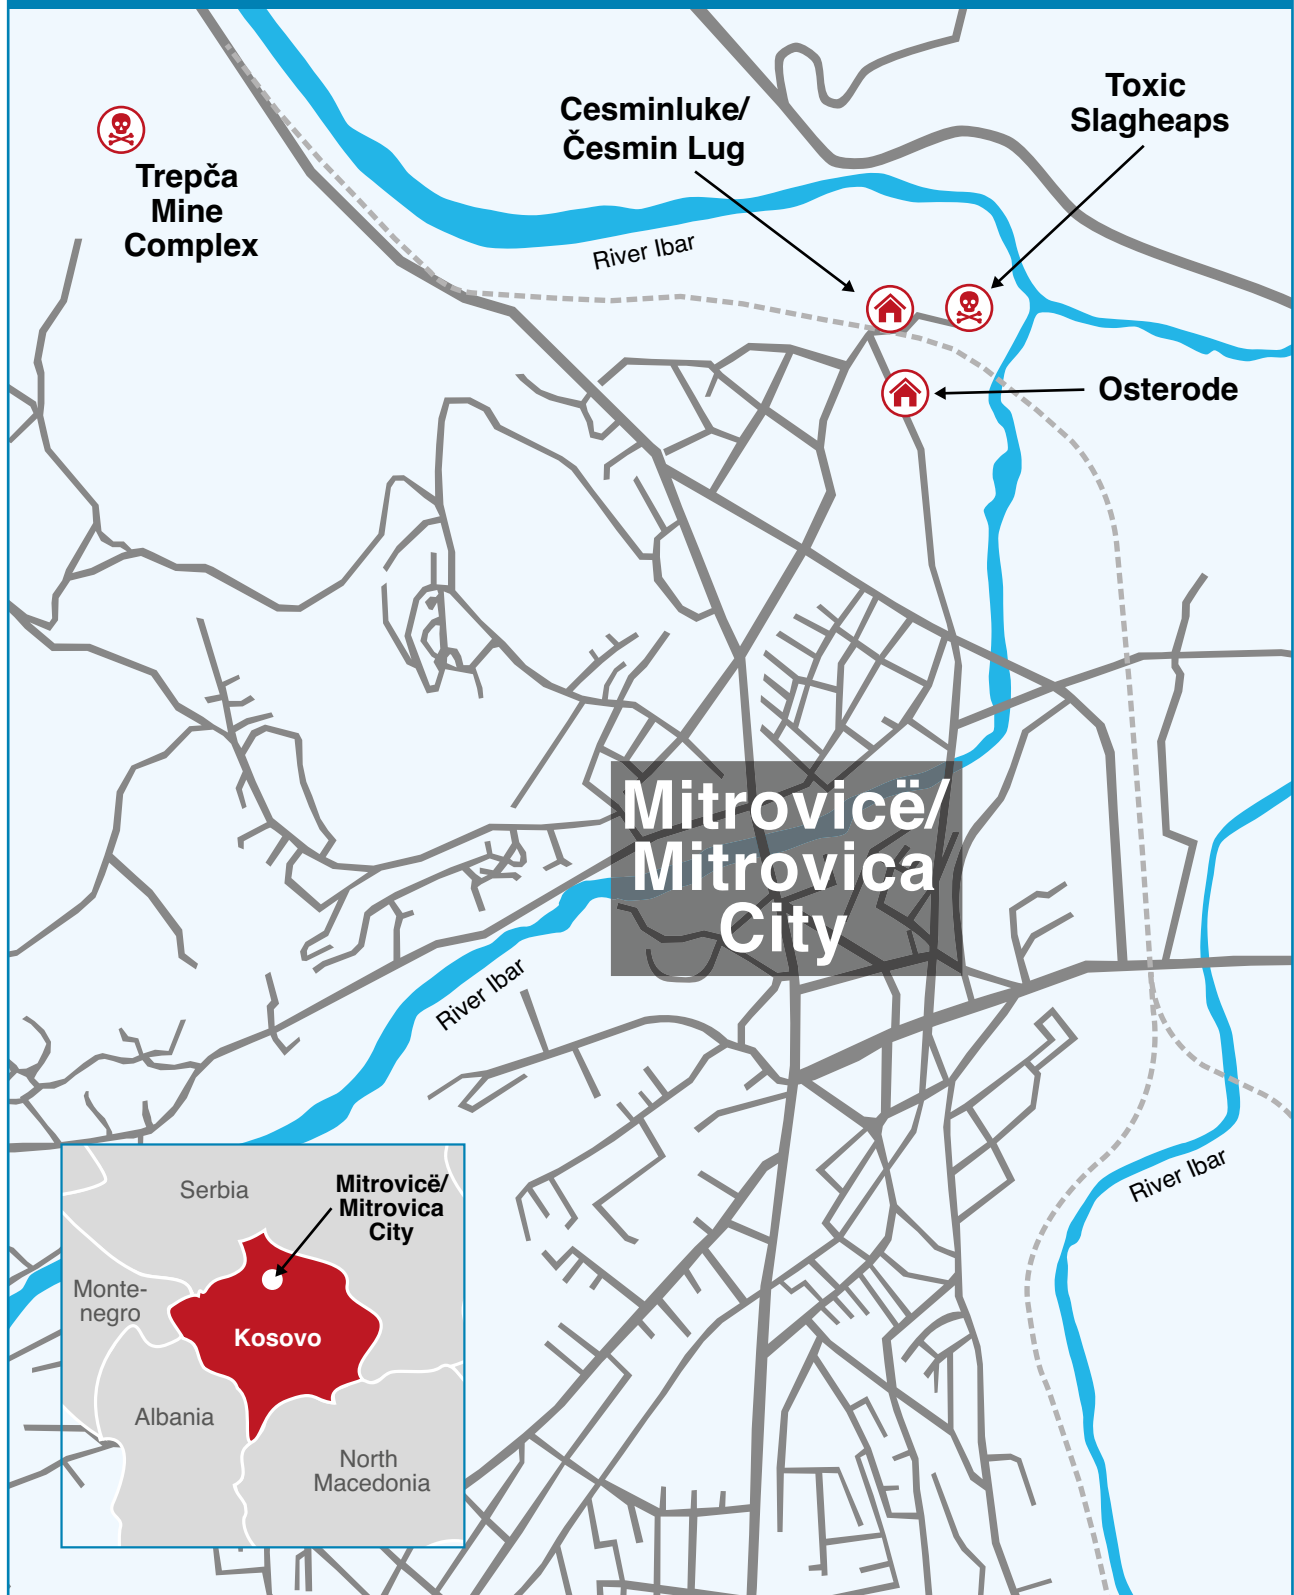 Toxic
Slagheaps
Cesminluke/
Česmin Lug
Trepča
Mine
Complex
River Ibar
Osterode
Mitrovicë/
Mitrovica
City
River Ibar
River Ibar
Serbia
Mitrovicë/
Mitrovica
City
Monte-
negro
Kosovo
Albania
North
Macedonia